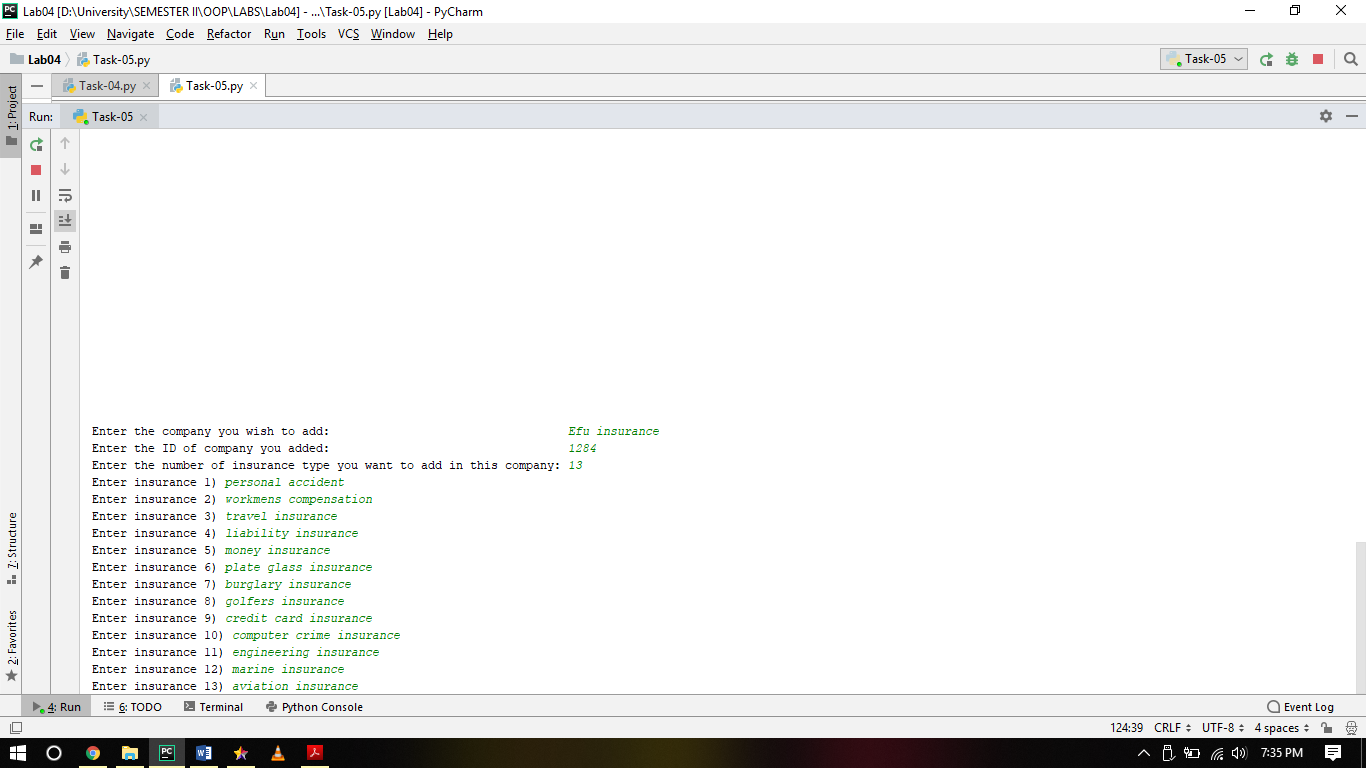 Lab04 [D:\University\SEMESTER II\OOP\LABS\Lab04] - ...\Task-05.py [Lab04] - PyCharm
File Edit View Navigate Code Refactor Run Tools VCS Window Help
Lab04 Task-05.py Task-05
Task-04.py Task-05.py
1: Project
Run: Task-05
Enter the company you wish to add: Efu insurance
Enter the ID of company you added: 1284
Enter the number of insurance type you want to add in this company: 13
Enter insurance 1) personal accident
Enter insurance 2) workmens compensation
Enter insurance 3) travel insurance
Enter insurance 4) liability insurance
Enter insurance 5) money insurance
Enter insurance 6) plate glass insurance
Enter insurance 7) burglary insurance
Enter insurance 8) golfers insurance
Enter insurance 9) credit card insurance
Enter insurance 10) computer crime insurance
Enter insurance 11) engineering insurance
Enter insurance 12) marine insurance
Enter insurance 13) aviation insurance
7: Structure
2: Favorites
4: Run 6: TODO Terminal Python Console Event Log
124:39 CRLF UTF-8 4 spaces
PC
7:35 PM